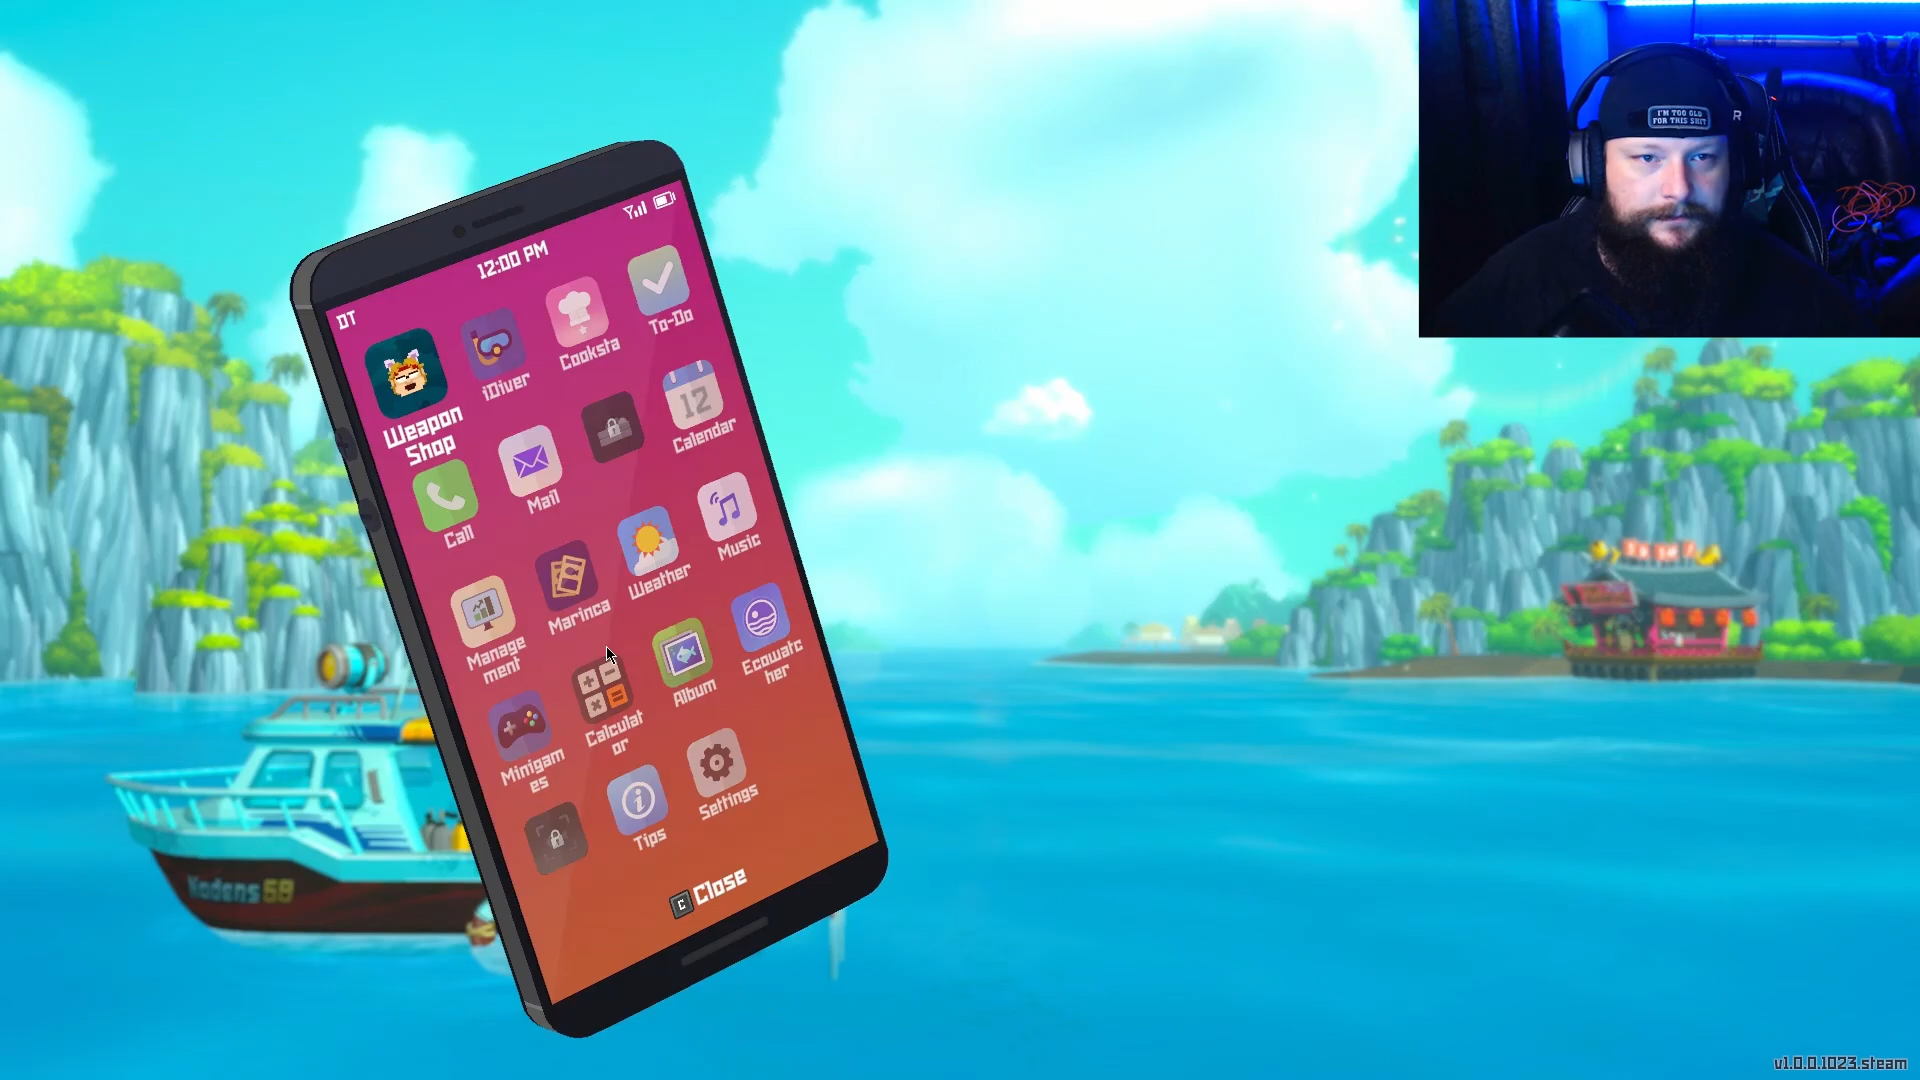 I'M TOO OLD
FOR THIS SHIT
R
12:00 PM
DT
Weapon
Shop
iDiver
Cooksta
To-Do
Call
Mail
12
Calendar
Manage
ment
Marinca
Weather
Music
Minigam
es
Calculat
or
Album
Ecowatc
her
Tips
Settings
C Close
v1.0.0.1023.steam